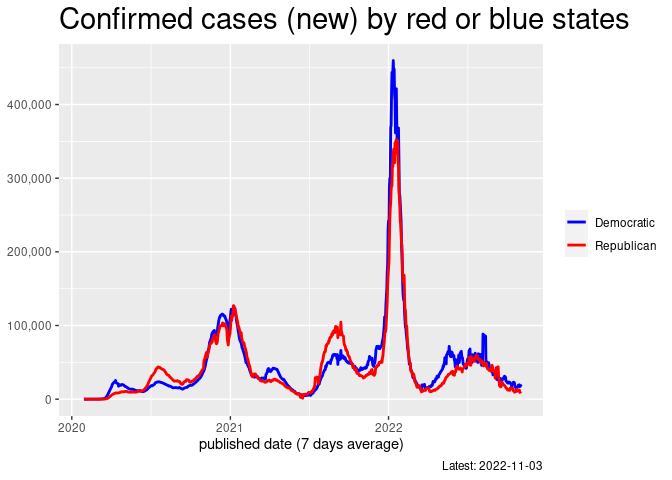 Confirmed cases (new) by red or blue states
400,000
300,000
200,000
100,000
0
2020
2021
2022
published date (7 days average)
Democratic
Republican
Latest: 2022-11-03